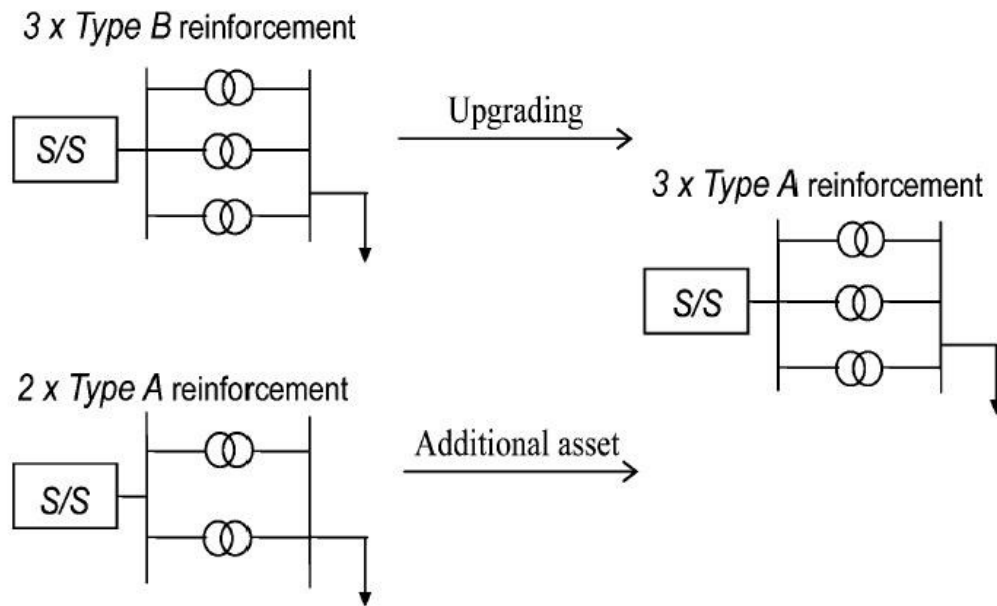 3 x Type B reinforcement
S/S
Upgrading
3 x Type A reinforcement
S/S
2 x Type A reinforcement
S/S
Additional asset